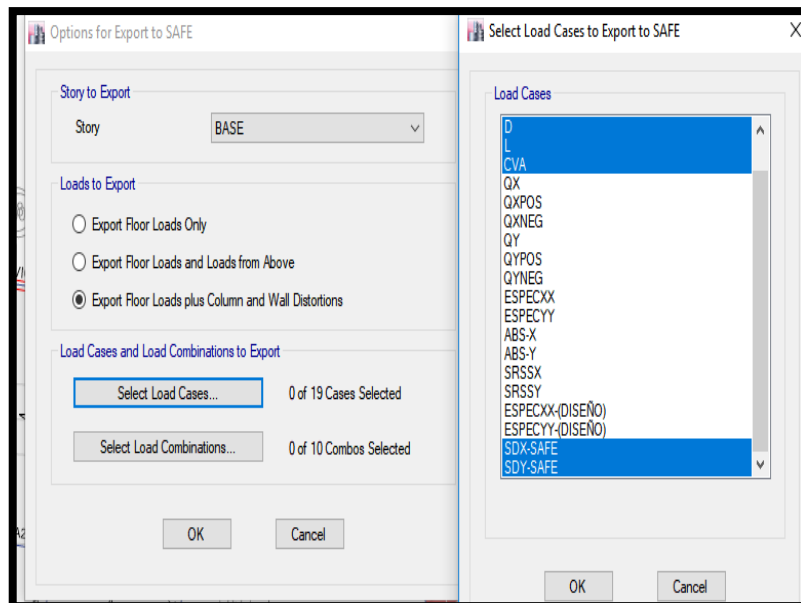 Options for Export to SAFE
Story to Export
Story BASE
Loads to Export
Export Floor Loads Only
Export Floor Loads and Loads from Above
Export Floor Loads plus Column and Wall Distortions
Load Cases and Load Combinations to Export
Select Load Cases... 0 of 19 Cases Selected
Select Load Combinations... 0 of 10 Combos Selected
OK Cancel
Select Load Cases to Export to SAFE
Load Cases
D
L
CVA
QX
QXPOS
QXNEG
QY
QYPOS
QYNEG
ESPECXX
ESPECYY
ABS-X
ABS-Y
SRSSX
SRSSY
ESPECXX-(DISEÑO)
ESPECYY-(DISEÑO)
SDX-SAFE
SDY-SAFE
OK Cancel